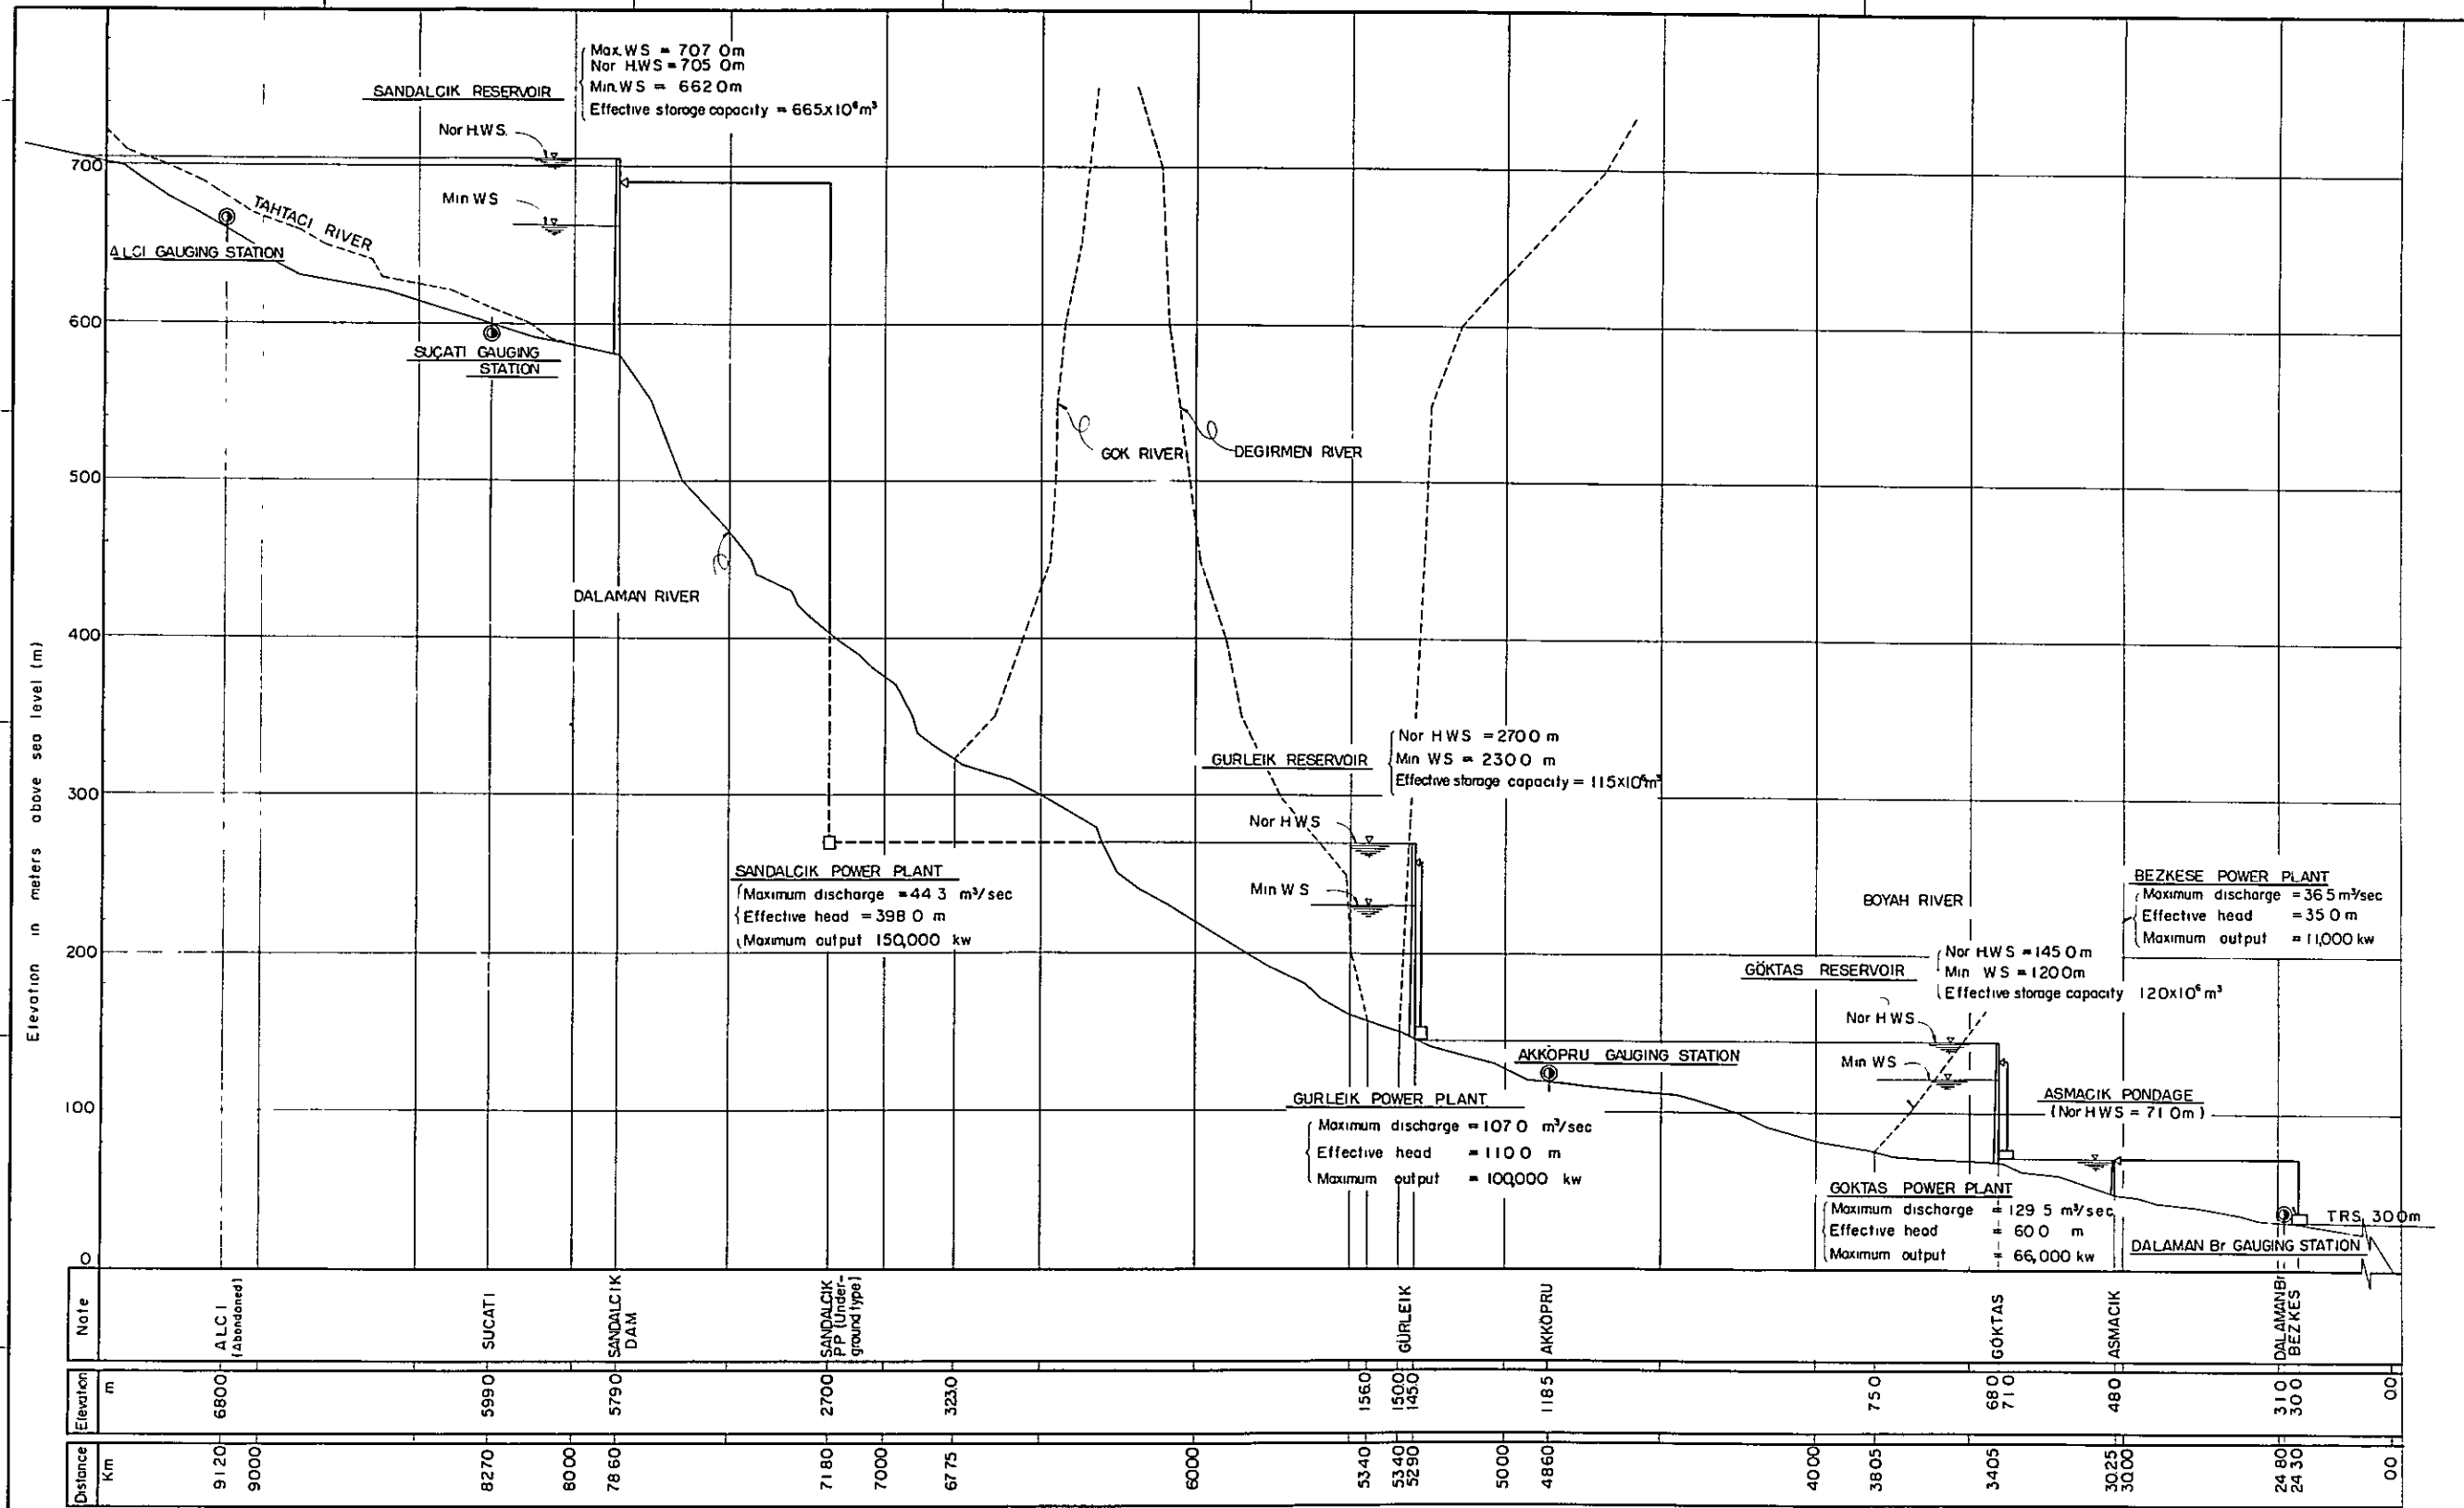 Max. WS = 707 0m
Nor H.WS = 705 0m
Min. WS = 662 0m
Effective storage capacity = 665x10⁶m³
SANDALCIK RESERVOIR
Nor H.W.S.
Min WS
700
TAHTACI RIVER
ALCI GAUGING STATION
600
SUÇATI GAUGING
STATION
500
GOK RIVER
DEGIRMEN RIVER
DALAMAN RIVER
400
Elevation in meters above sea level (m)
Nor H WS = 270 0 m
GURLEIK RESERVOIR
Min WS = 230 0 m
Effective storage capacity = 115x10⁶m³
300
Nor H WS
SANDALCIK POWER PLANT
Maximum discharge = 44 3 m³/sec
Effective head = 398 0 m
Maximum output 150,000 kw
Min W S
BOYAH RIVER
BEZKESE POWER PLANT
Maximum discharge = 36 5 m³/sec
Effective head = 35 0 m
Maximum output = 11,000 kw
200
GÖKTAS RESERVOIR
Nor H.WS = 145 0 m
Min WS = 120 0m
Effective storage capacity 120x10⁶ m³
Nor H WS
Min WS
AKKÖPRU GAUGING STATION
100
GURLEIK POWER PLANT
Maximum discharge = 107 0 m³/sec
Effective head = 110 0 m
Maximum output = 100,000 kw
ASMACIK PONDAGE
(Nor H WS = 71 0m)
GOKTAS POWER PLANT
Maximum discharge = 129 5 m³/sec
Effective head = 60 0 m
Maximum output = 66,000 kw
TRS 30 0m
DALAMAN Br GAUGING STATION
0
Note
ALCI
(Abandoned)
SUCATI
SANDALCIK
DAM
SANDALCIK
PP (Under-
ground type)
GÜRLEIK
AKKÖPRU
GÖKTAS
ASMACIK
DALAMAN Br
BEZKES
Elevation
m
680 0
599 0
579 0
270 0
323.0
156.0
150.0
145.0
118 5
75 0
68 0
71 0
48 0
31 0
30 0
0 0
Distance
Km
91 20
90 00
82 70
80 00
78 60
71 80
70 00
67 75
60 00
53 40
53 40
52 90
50 00
48 60
40 00
38 05
34 05
30 25
30 00
24 80
24 30
0 0